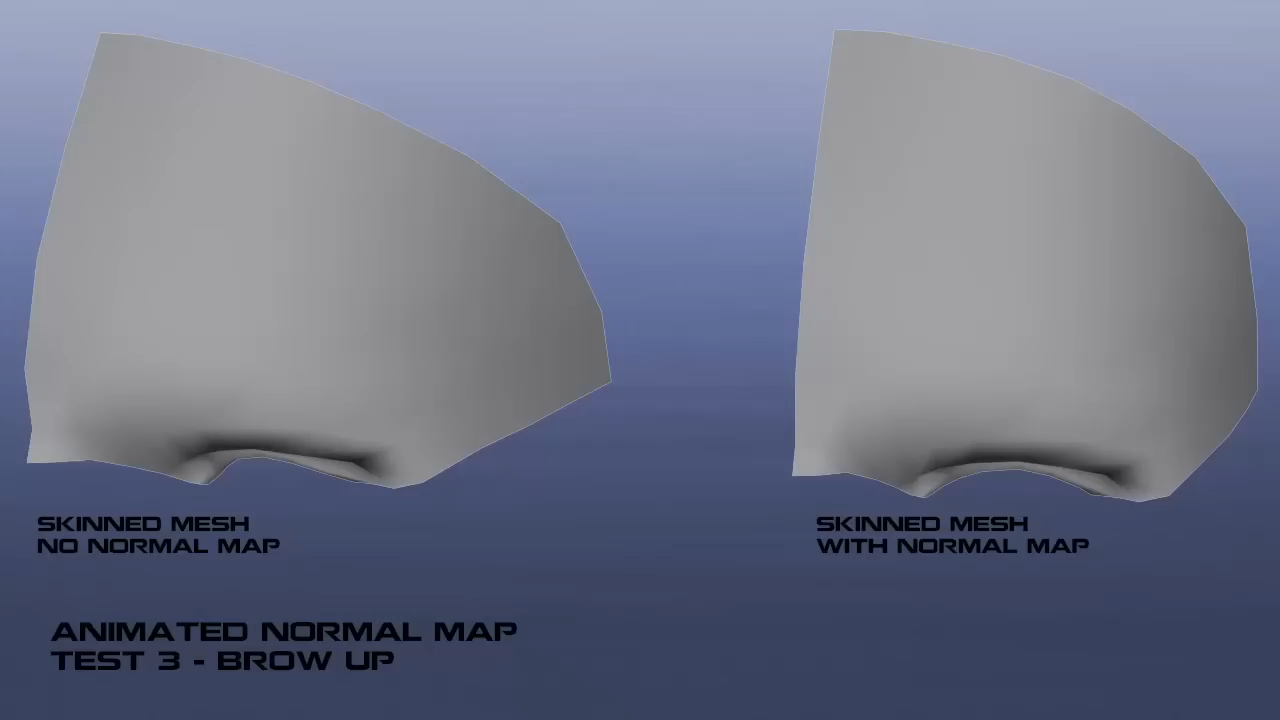 SKINNED MESH
NO NORMAL MAP
SKINNED MESH
WITH NORMAL MAP
ANIMATED NORMAL MAP
TEST 3 - BROW UP